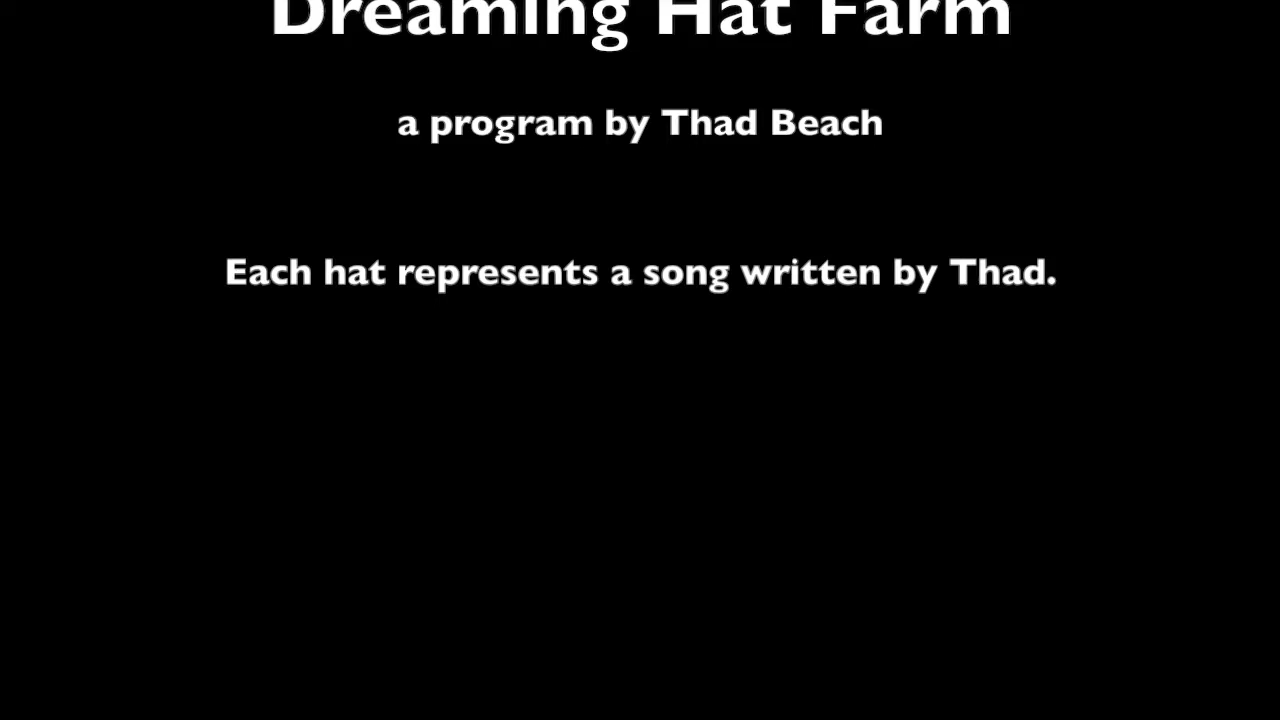 Dreaming Hat Farm
a program by Thad Beach
Each hat represents a song written by Thad.